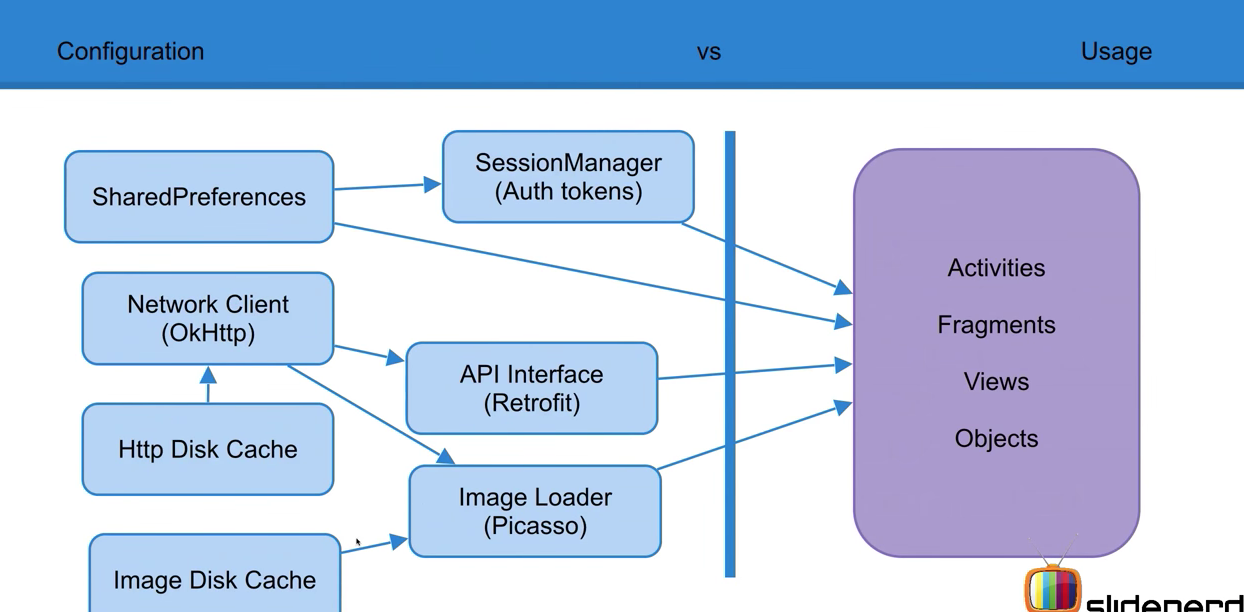 Configuration
vs
Usage
SharedPreferences
SessionManager
(Auth tokens)
Network Client
(OkHttp)
API Interface
(Retrofit)
Http Disk Cache
Image Loader
(Picasso)
Image Disk Cache
Activities
Fragments
Views
Objects
slidenerd